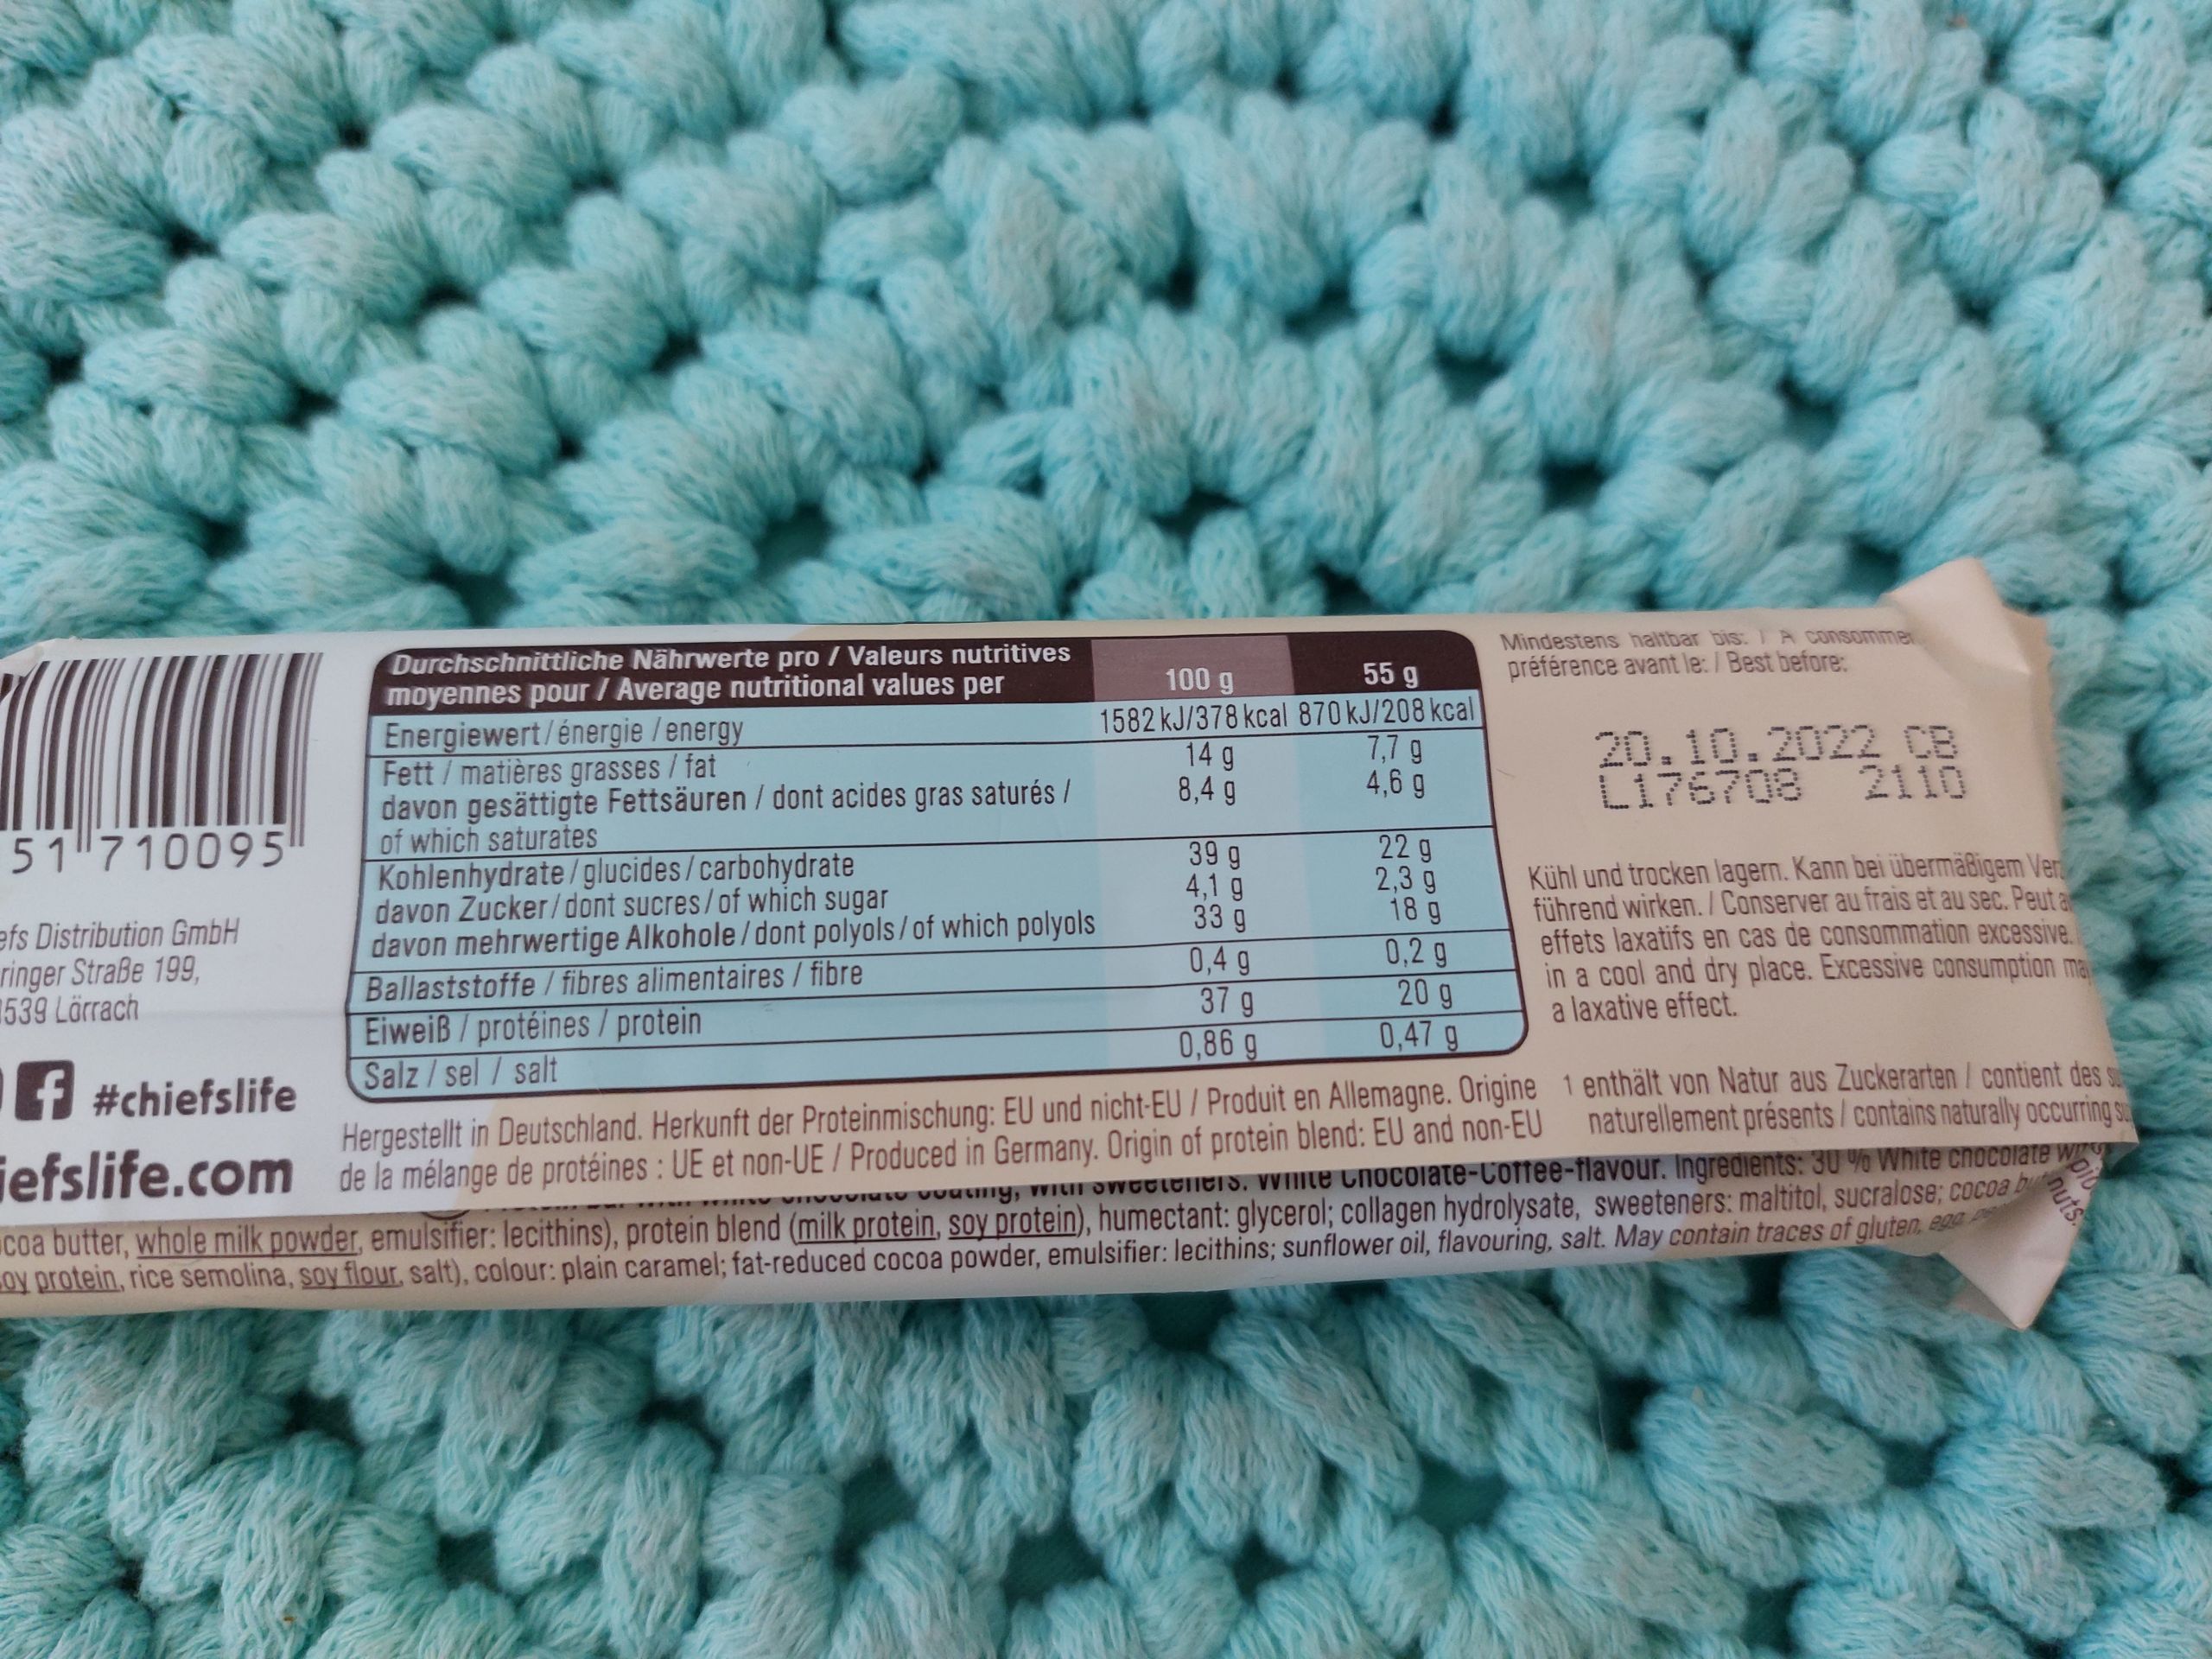 51 710095
efs Distribution GmbH
ringer Straße 199,
539 Lörrach
#chiefslife
iefslife.com
Durchschnittliche Nährwerte pro / Valeurs nutritives
moyennes pour / Average nutritional values per 100 g 55 g
Energiewert/énergie/energy 1582 kJ/378 kcal 870 kJ/208 kcal
Fett / matières grasses / fat 14 g 7,7 g
davon gesättigte Fettsäuren / dont acides gras saturés / 8,4 g 4,6 g
of which saturates
Kohlenhydrate/glucides/carbohydrate 39 g 22 g
davon Zucker/dont sucres/of which sugar 4,1 g 2,3 g
davon mehrwertige Alkohole/dont polyols/of which polyols 33 g 18 g
Ballaststoffe / fibres alimentaires / fibre 0,4 g 0,2 g
Eiweiß / protéines / protein 37 g 20 g
Salz / sel / salt 0,86 g 0,47 g
Hergestellt in Deutschland. Herkunft der Proteinmischung: EU und nicht-EU / Produit en Allemagne. Origine
de la mélange de protéines : UE et non-UE / Produced in Germany. Origin of protein blend: EU and non-EU
Mindestens haltbar bis: / A consommer
préférence avant le: / Best before:
20.10.2022 CB
L176708 2110
Kühl und trocken lagern. Kann bei übermäßigem Ver
führend wirken. / Conserver au frais et au sec. Peut a
effets laxatifs en cas de consommation excessive.
in a cool and dry place. Excessive consumption may
a laxative effect.
1 enthält von Natur aus Zuckerarten / contient des su
naturellement présents / contains naturally occurring su
coating, with sweeteners. White Chocolate-Coffee-flavour. Ingredients: 30 % White chocolate wi
coa butter, whole milk powder, emulsifier: lecithins), protein blend (milk protein, soy protein), humectant: glycerol; collagen hydrolysate, sweeteners: maltitol, sucralose; cocoa bu
oy protein, rice semolina, soy flour, salt), colour: plain caramel; fat-reduced cocoa powder, emulsifier: lecithins; sunflower oil, flavouring, salt. May contain traces of gluten, egg
nuts.